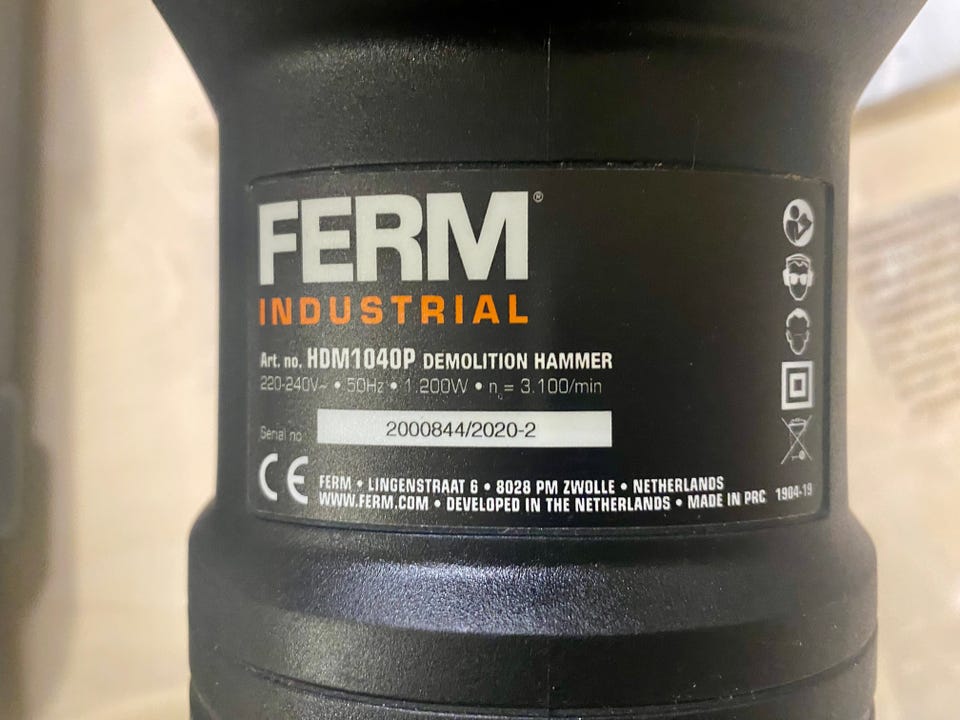 FERM®
INDUSTRIAL
Art. no. HDM1040P DEMOLITION HAMMER
220-240V~ • 50Hz • 1.200W • n₀= 3.100/min
Serial no
2000844/2020-2
CE
FERM • LINGENSTRAAT 6 • 8028 PM ZWOLLE • NETHERLANDS
WWW.FERM.COM • DEVELOPED IN THE NETHERLANDS • MADE IN PRC 1904-19